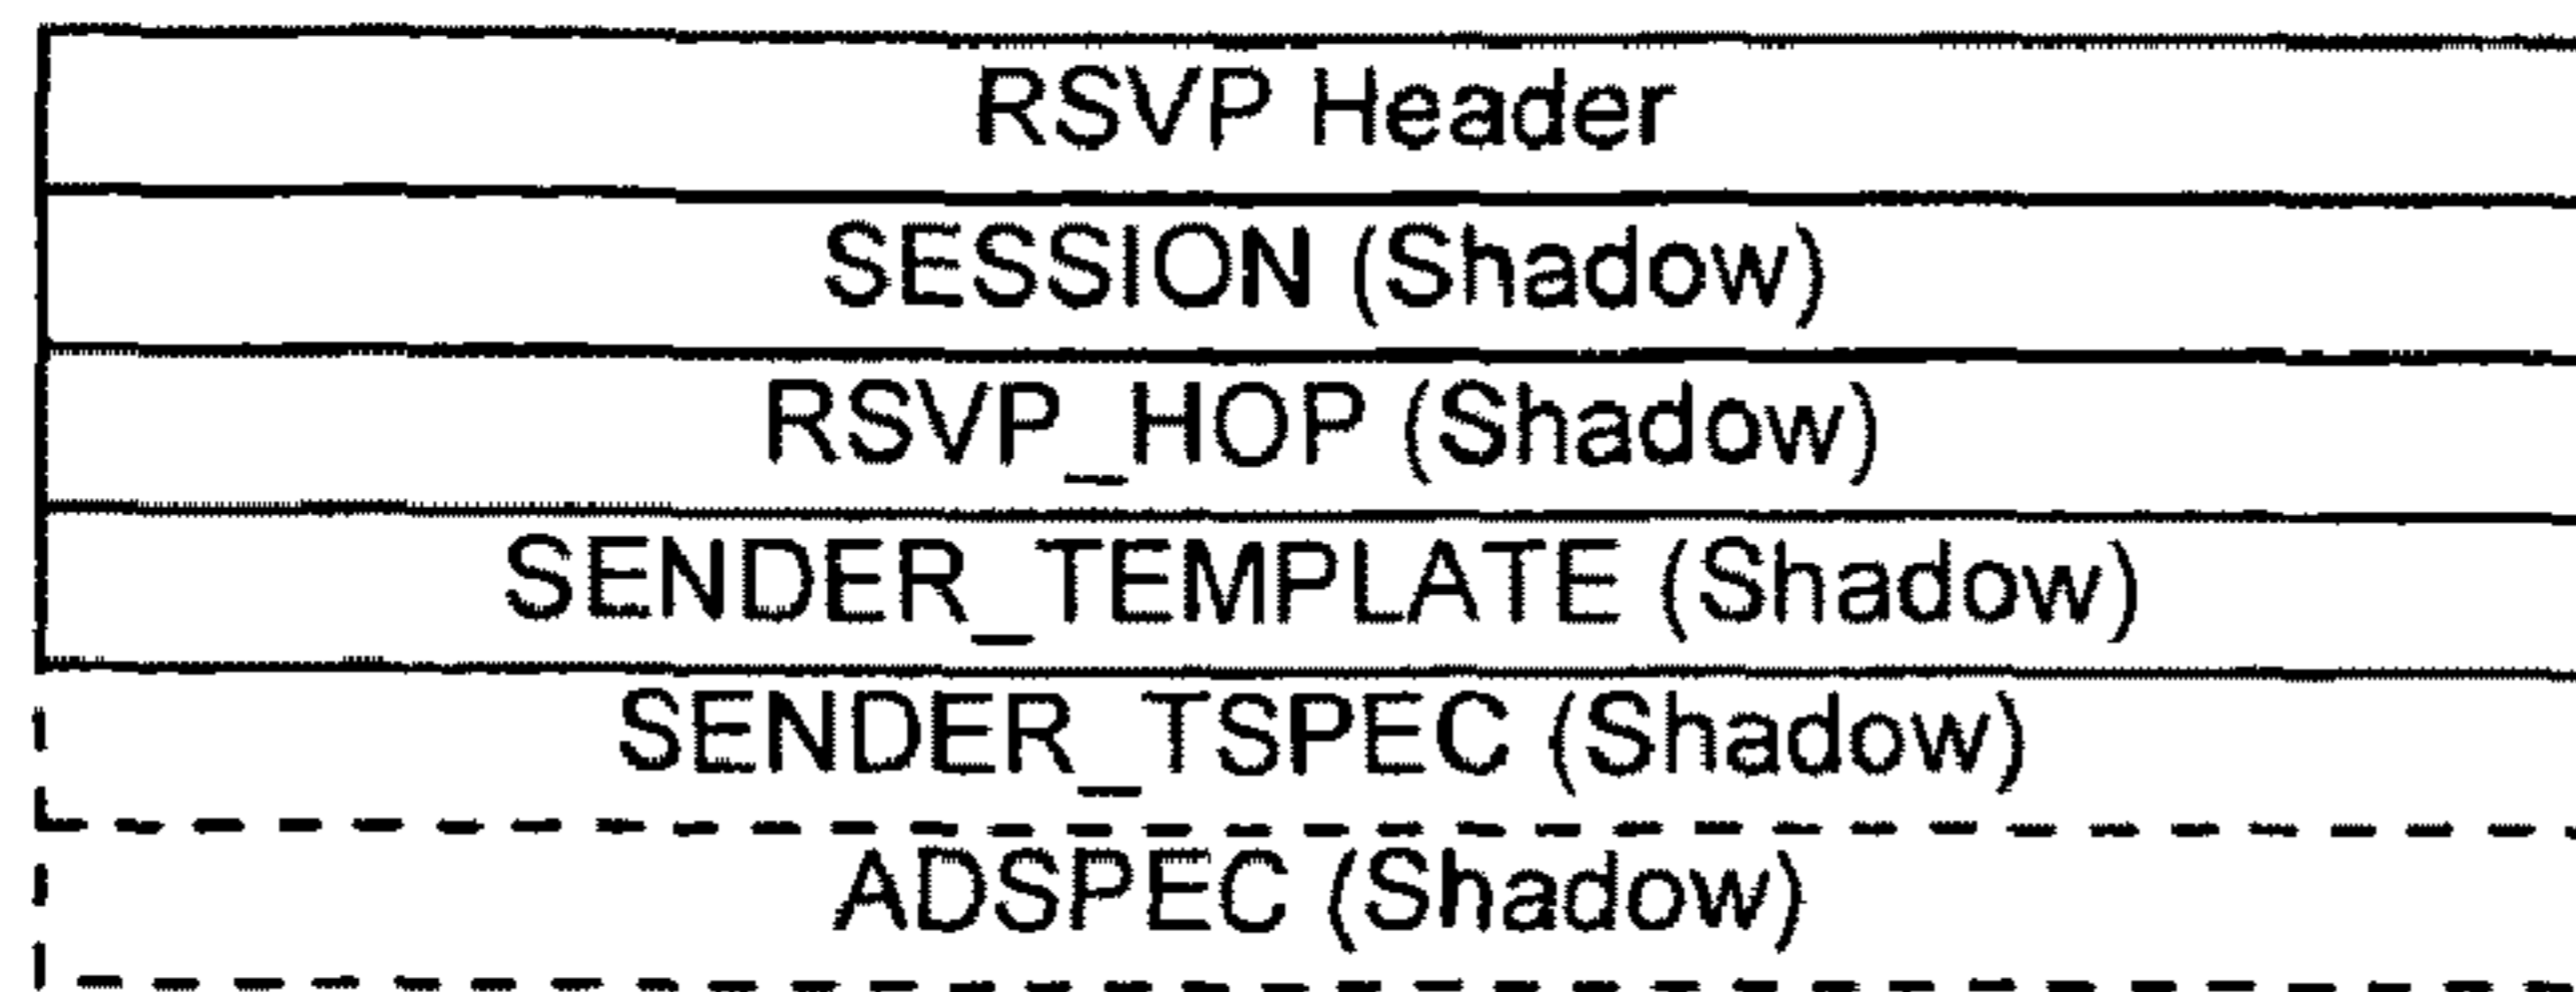 RSVP Header
SESSION (Shadow)
RSVP_HOP (Shadow)
SENDER_TEMPLATE (Shadow)
SENDER_TSPEC (Shadow)
ADSPEC (Shadow)